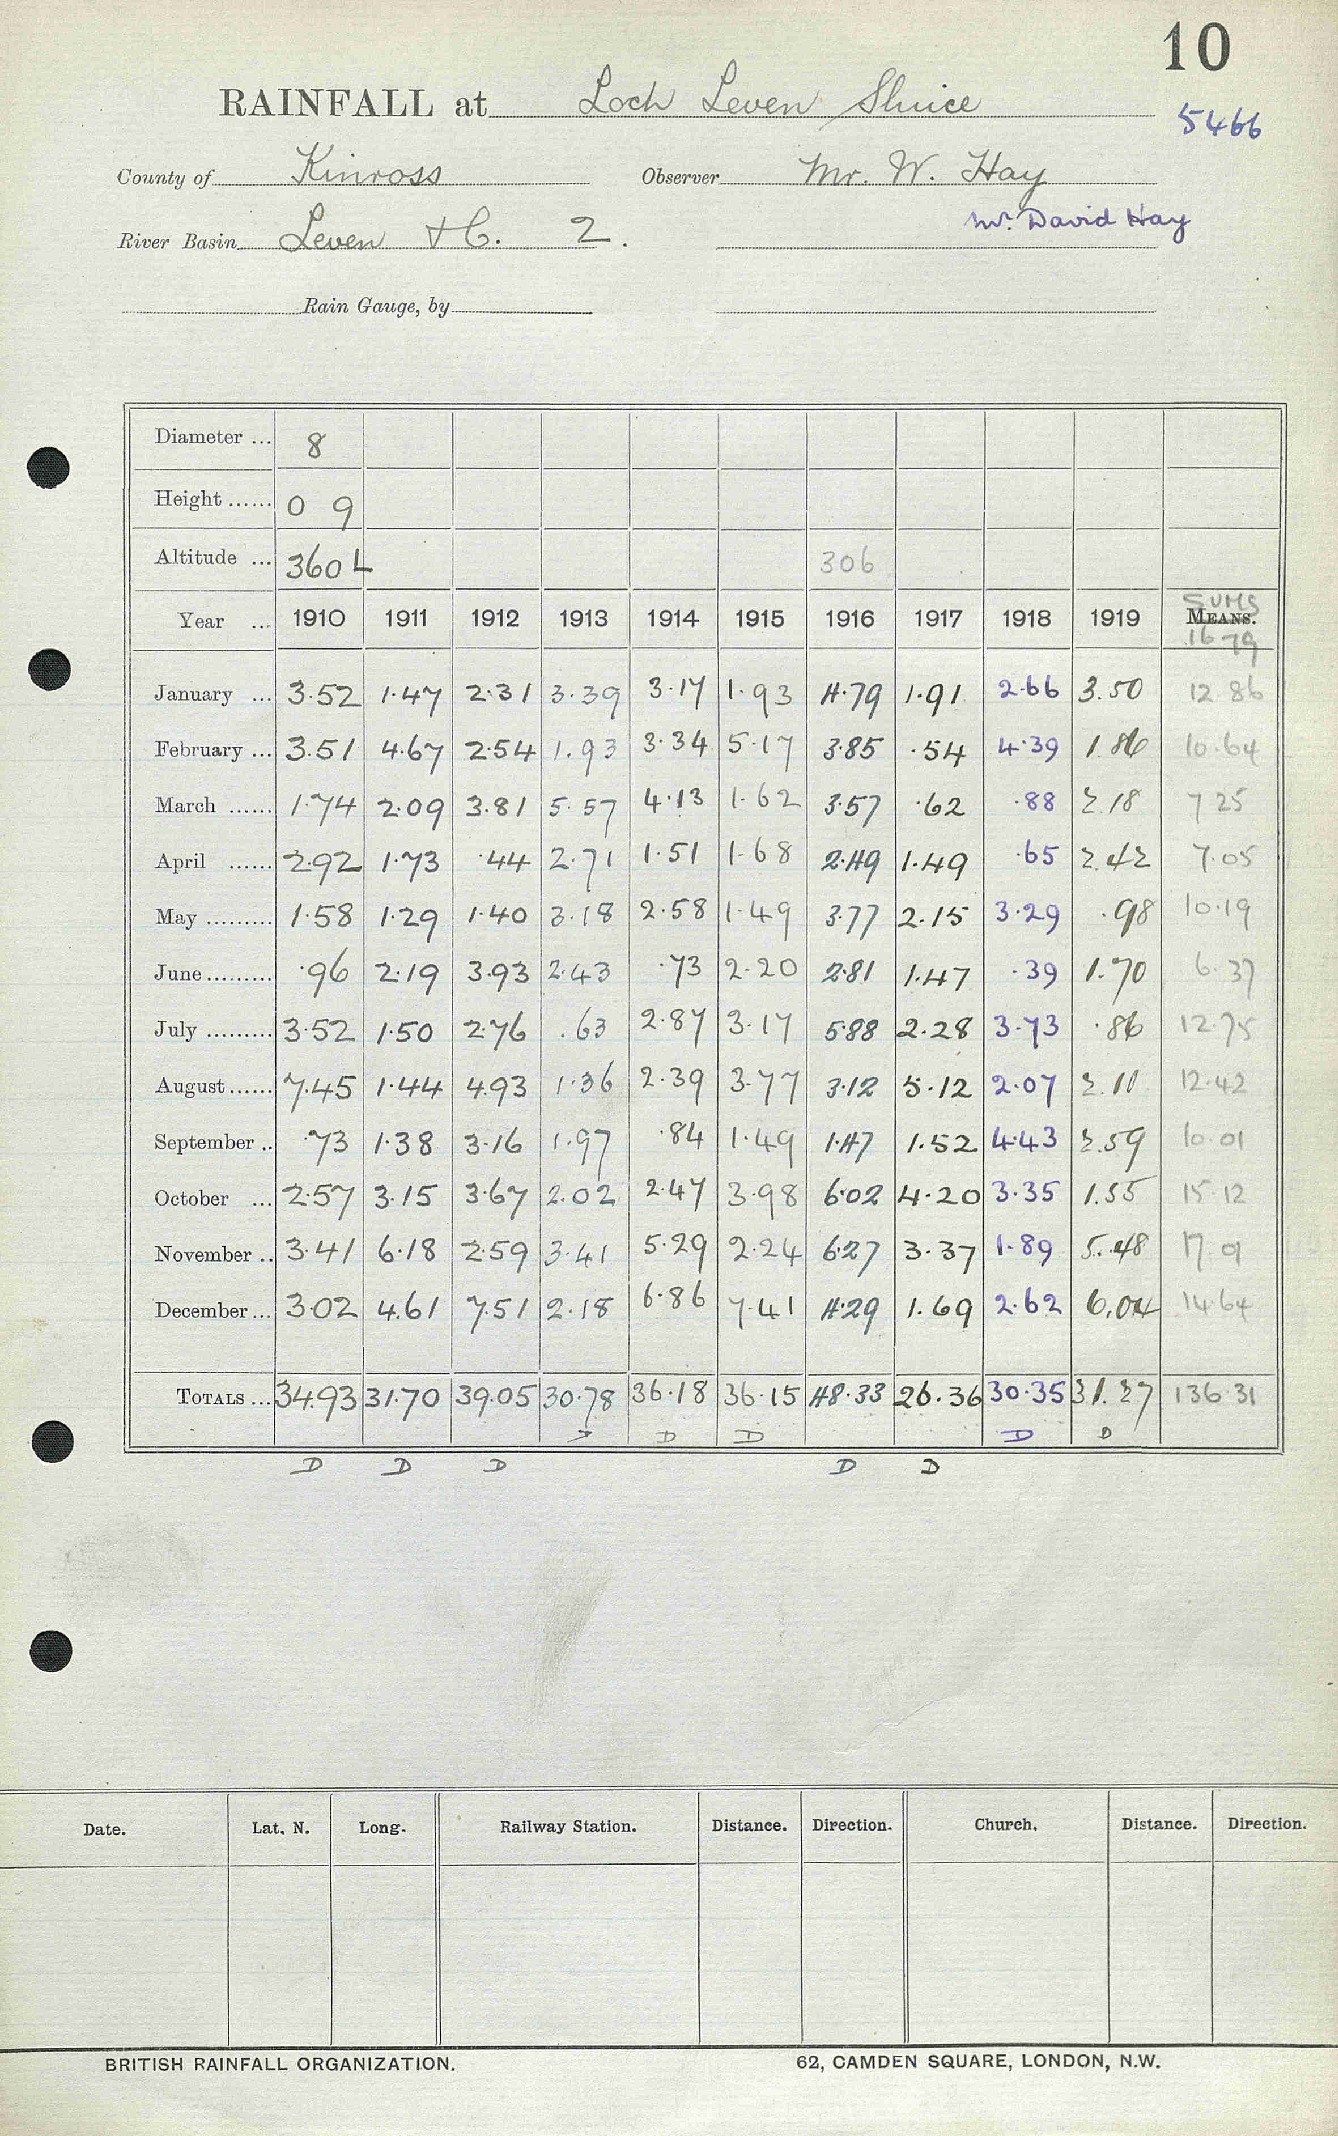 10
RAINFALL at Loch Leven Sluice
5466
County of Kinross Observer Mr. W. Hay
Mr. David Hay
River Basin Leven &c. 2.
Rain Gauge, by
Diameter ... 8
Height ...... 0 9
Altitude ... 360 L 306
SUMS
Year ... 1910 1911 1912 1913 1914 1915 1916 1917 1918 1919 MEANS.
16-79
January ... 3.52 1.47 2.31 3.39 3.17 1.93 4.79 1.91 2.66 3.50 12.86
February ... 3.51 4.67 2.54 1.93 3.34 5.17 3.85 .54 4.39 1.86 10.64
March ...... 1.74 2.09 3.81 5.57 4.13 1.62 3.57 .62 .88 2.18 7 25
April ...... 2.92 1.73 .44 2.71 1.51 1.68 2.49 1.49 .65 2.42 7.05
May ......... 1.58 1.29 1.40 3.18 2.58 1.49 3.77 2.15 3.29 .98 10.19
June ......... .96 2.19 3.93 2.43 .73 2.20 2.81 1.47 .39 1.70 6.37
July ......... 3.52 1.50 2.76 .63 2.87 3.17 5.88 2.28 3.73 .86 12.75
August ...... 7.45 1.44 4.93 1.36 2.39 3.77 3.12 5.12 2.07 2.11 12.42
September .. .73 1.38 3.16 1.97 .84 1.49 1.47 1.52 4.43 2.59 10.01
October ... 2.57 3.15 3.67 2.02 2.47 3.98 6.02 4.20 3.35 1.55 15.12
November .. 3.41 6.18 2.59 3.41 5.29 2.24 6.27 3.37 1.89 5.48 17.01
December ... 3.02 4.61 7.51 2.18 6.86 7.41 4.29 1.69 2.62 6.04 14.64
TOTALS ... 34.93 31.70 39.05 30.78 36.18 36.15 48.33 26.36 30.35 31.27 136.31
D D D D D
D D D D D
Date. Lat. N. Long. Railway Station. Distance. Direction. Church. Distance. Direction.
BRITISH RAINFALL ORGANIZATION. 62, CAMDEN SQUARE, LONDON, N.W.